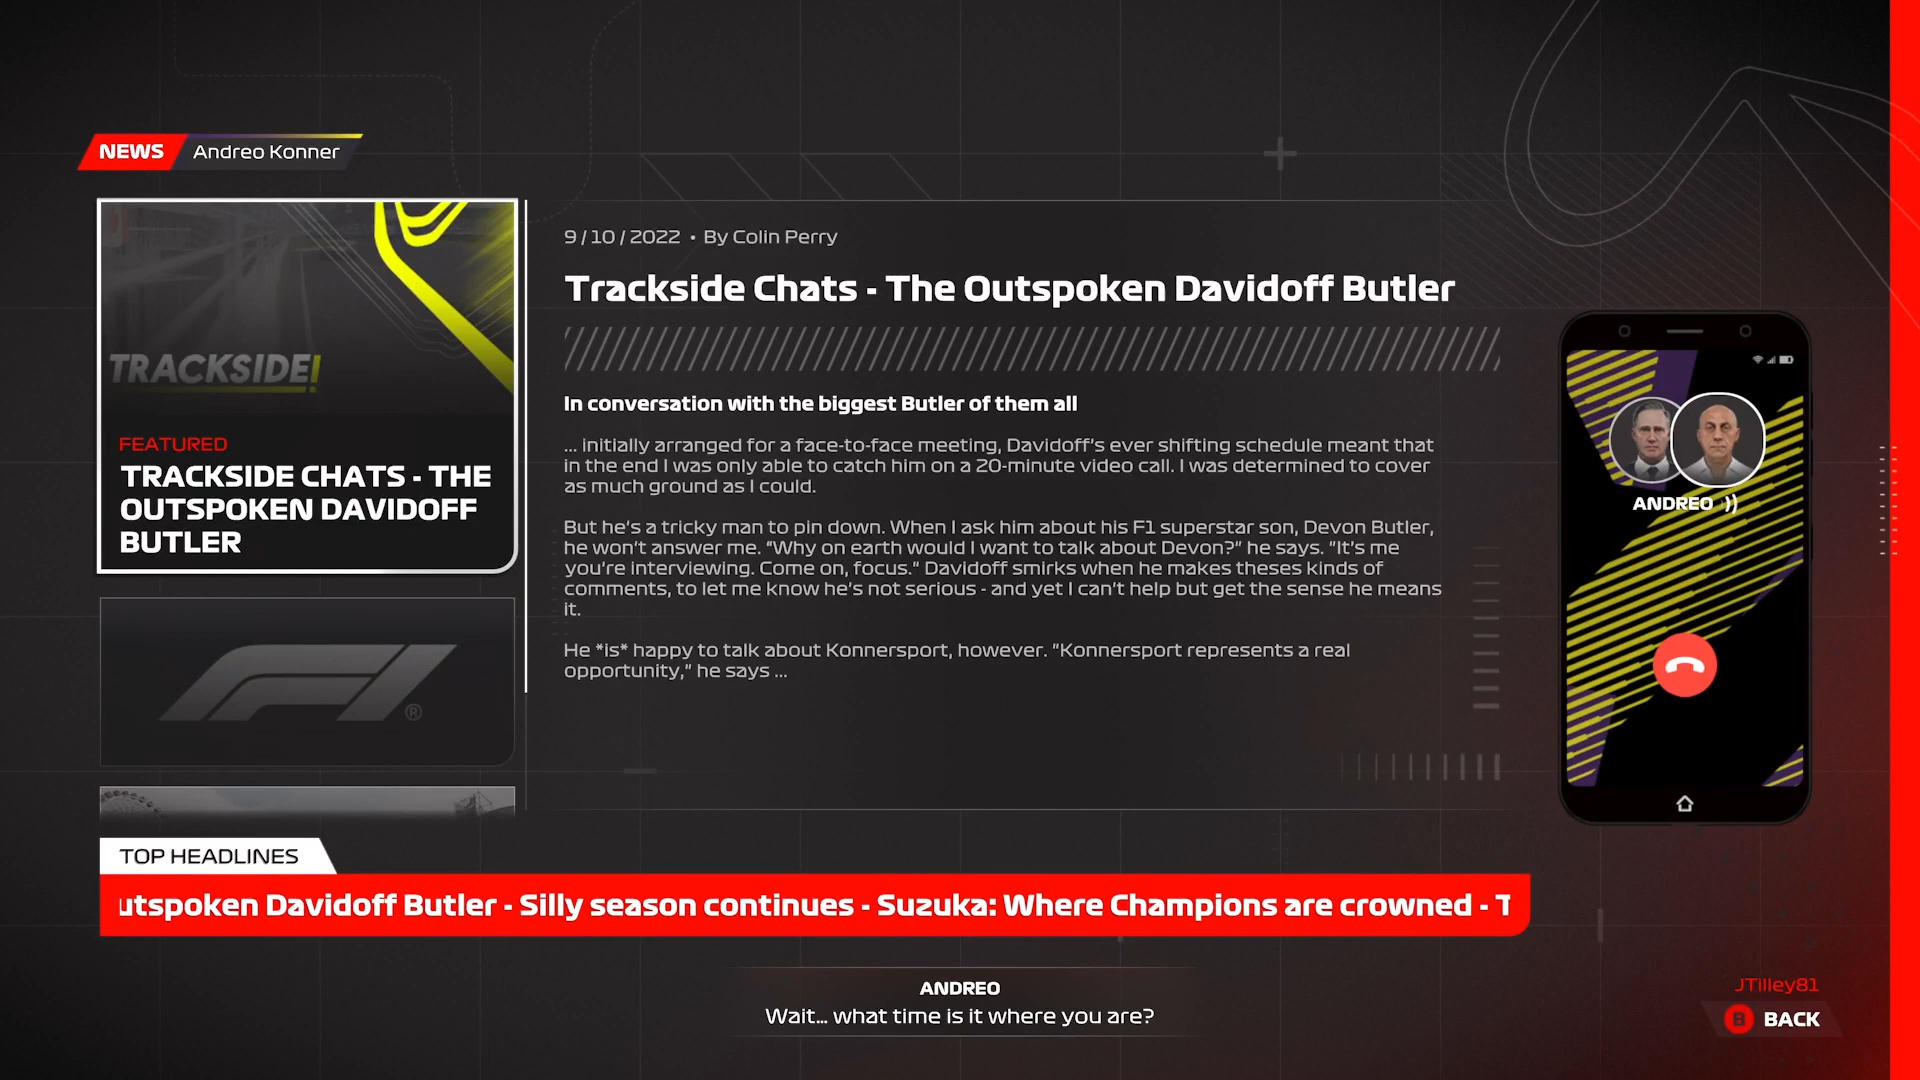 NEWS
Andreo Konner
TRACKSIDE!
FEATURED
TRACKSIDE CHATS - THE
OUTSPOKEN DAVIDOFF
BUTLER
F1®
9/10/2022 • By Colin Perry
Trackside Chats - The Outspoken Davidoff Butler
In conversation with the biggest Butler of them all
... initially arranged for a face-to-face meeting, Davidoff's ever shifting schedule meant that
in the end I was only able to catch him on a 20-minute video call. I was determined to cover
as much ground as I could.
But he's a tricky man to pin down. When I ask him about his F1 superstar son, Devon Butler,
he won't answer me. "Why on earth would I want to talk about Devon?" he says. "It's me
you're interviewing. Come on, focus." Davidoff smirks when he makes theses kinds of
comments, to let me know he's not serious - and yet I can't help but get the sense he means
it.
He *is* happy to talk about Konnersport, however. "Konnersport represents a real
opportunity," he says ...
ANDREO
TOP HEADLINES
utspoken Davidoff Butler - Silly season continues - Suzuka: Where Champions are crowned - T
ANDREO
Wait... what time is it where you are?
JTilley81
B BACK